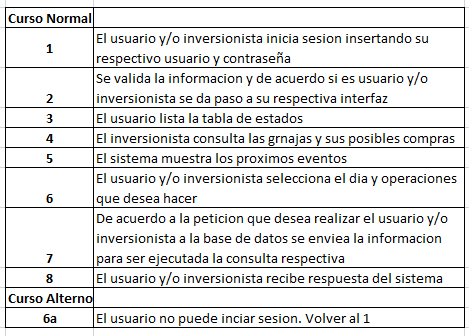 Curso Normal
1 El usuario y/o inversionista inicia sesion insertando su
respectivo usuario y contraseña
Se valida la informacion y de acuerdo si es usuario y/o
2 inversionista se da paso a su respectiva interfaz
3 El usuario lista la tabla de estados
4 El inversionista consulta las grnajas y sus posibles compras
5 El sistema muestra los proximos eventos
El usuario y/o inversionista selecciona el dia y operaciones
6 que desea hacer
De acuerdo a la peticion que desea realizar el usuario y/o
inversionista a la base de datos se enviea la informacion
7 para ser ejecutada la consulta respectiva
8 El usuario y/o inversionista recibe respuesta del sistema
Curso Alterno
6a El usuario no puede inciar sesion. Volver al 1